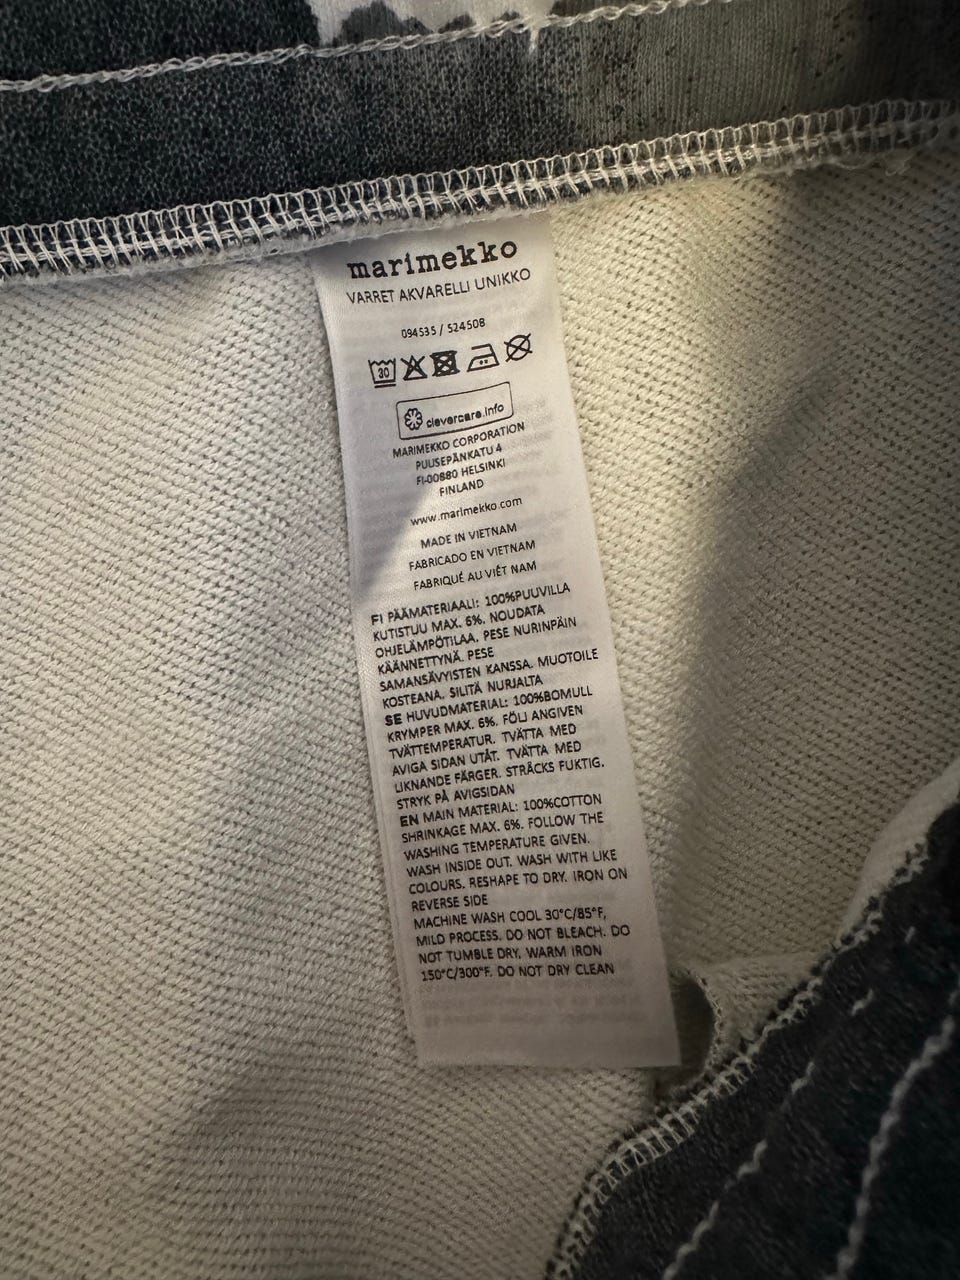 marimekko
VARRET AKVARELLI UNIKKO
094535 / 524508
30
clevercare.info
MARIMEKKO CORPORATION
PUUSEPÄNKATU 4
FI-00880 HELSINKI
FINLAND
www.marimekko.com
MADE IN VIETNAM
FABRICADO EN VIETNAM
FABRIQUÉ AU VIÊT NAM
FI PÄÄMATERIAALI: 100%PUUVILLA
KUTISTUU MAX. 6%. NOUDATA
OHJELÄMPÖTILAA. PESE NURINPÄIN
KÄÄNNETTYNÄ. PESE
SAMANSÄVYISTEN KANSSA. MUOTOILE
KOSTEANA. SILITÄ NURJALTA
SE HUVUDMATERIAL: 100%BOMULL
KRYMPER MAX. 6%. FÖLJ ANGIVEN
TVÄTTEMPERATUR. TVÄTTA MED
AVIGA SIDAN UTÅT. TVÄTTA MED
LIKNANDE FÄRGER. STRÄCKS FUKTIG.
STRYK PÅ AVIGSIDAN
EN MAIN MATERIAL: 100%COTTON
SHRINKAGE MAX. 6%. FOLLOW THE
WASHING TEMPERATURE GIVEN.
WASH INSIDE OUT. WASH WITH LIKE
COLOURS. RESHAPE TO DRY. IRON ON
REVERSE SIDE
MACHINE WASH COOL 30°C/85°F,
MILD PROCESS. DO NOT BLEACH. DO
NOT TUMBLE DRY. WARM IRON
150°C/300°F. DO NOT DRY CLEAN